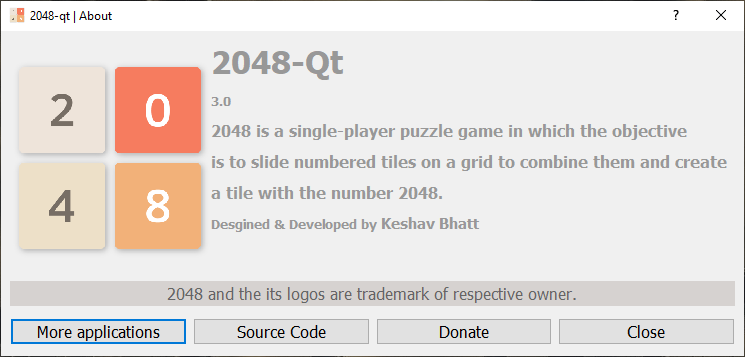 2048-qt | About
?
2 0
4 8
2048-Qt
3.0
2048 is a single-player puzzle game in which the objective
is to slide numbered tiles on a grid to combine them and create
a tile with the number 2048.
Desgined & Developed by Keshav Bhatt
2048 and the its logos are trademark of respective owner.
More applications Source Code Donate Close